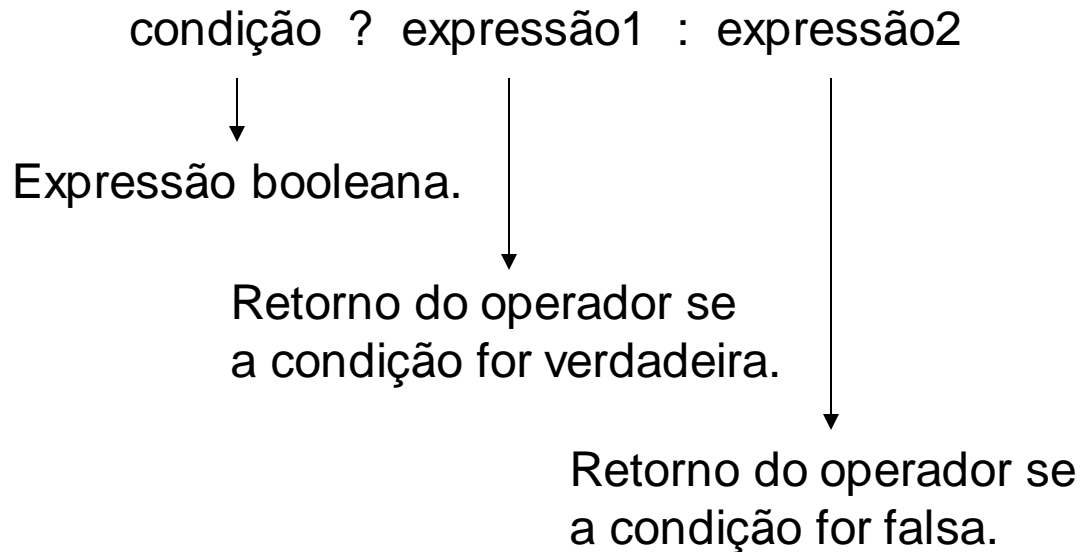 condição ? expressão1 : expressão2
Expressão booleana.
Retorno do operador se
a condição for verdadeira.
Retorno do operador se
a condição for falsa.